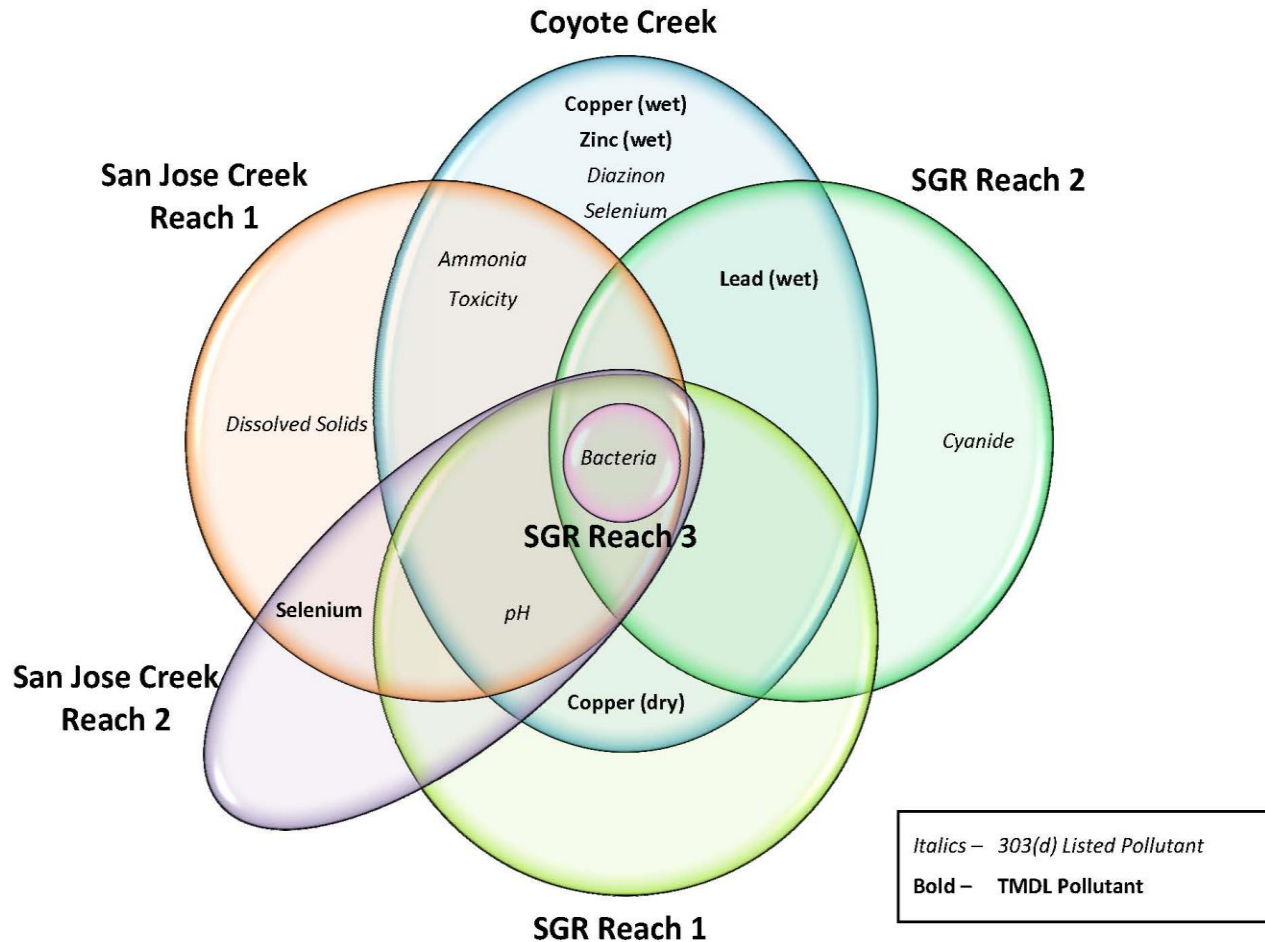 Coyote Creek
Copper (wet)
Zinc (wet)
Diazinon
Selenium
San Jose Creek
Reach 1
SGR Reach 2
Ammonia
Toxicity
Lead (wet)
Dissolved Solids
Cyanide
Bacteria
SGR Reach 3
Selenium
pH
San Jose Creek
Reach 2
Copper (dry)
Italics – 303(d) Listed Pollutant
Bold – TMDL Pollutant
SGR Reach 1